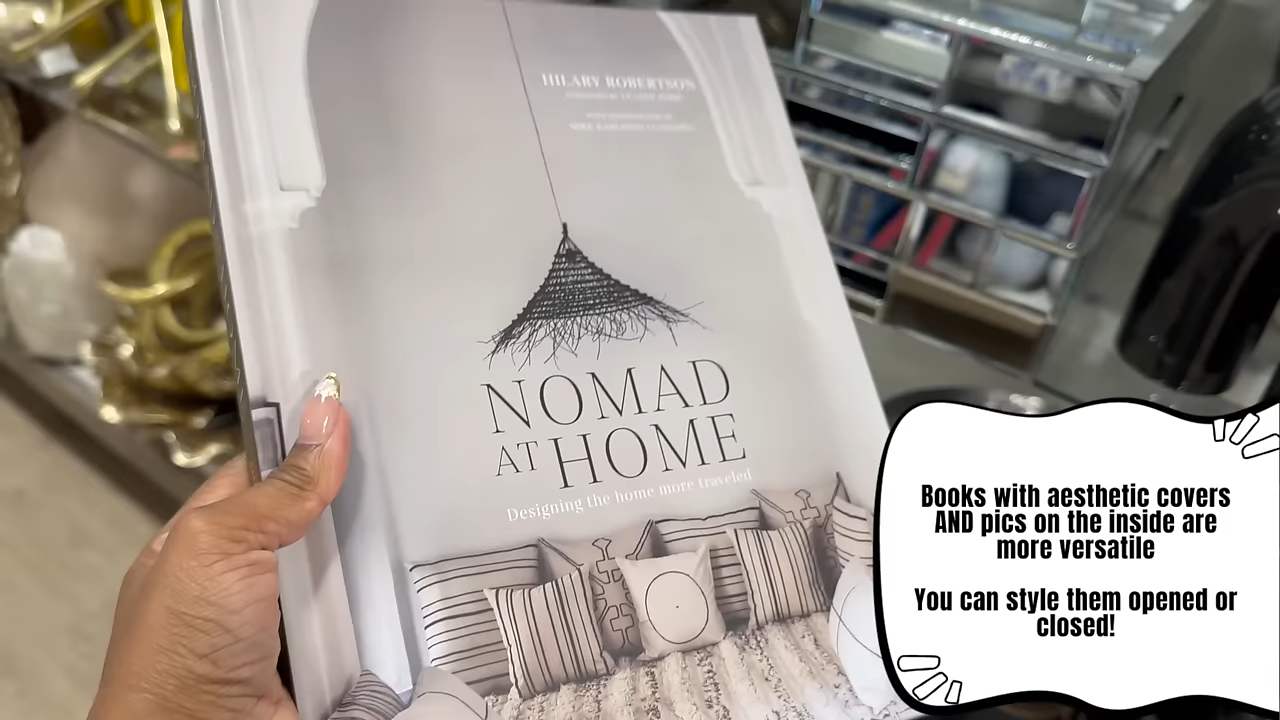 HILARY ROBERTSON
NOMAD
AT HOME
Designing the home more traveled
Books with aesthetic covers
AND pics on the inside are
more versatile
You can style them opened or
closed!